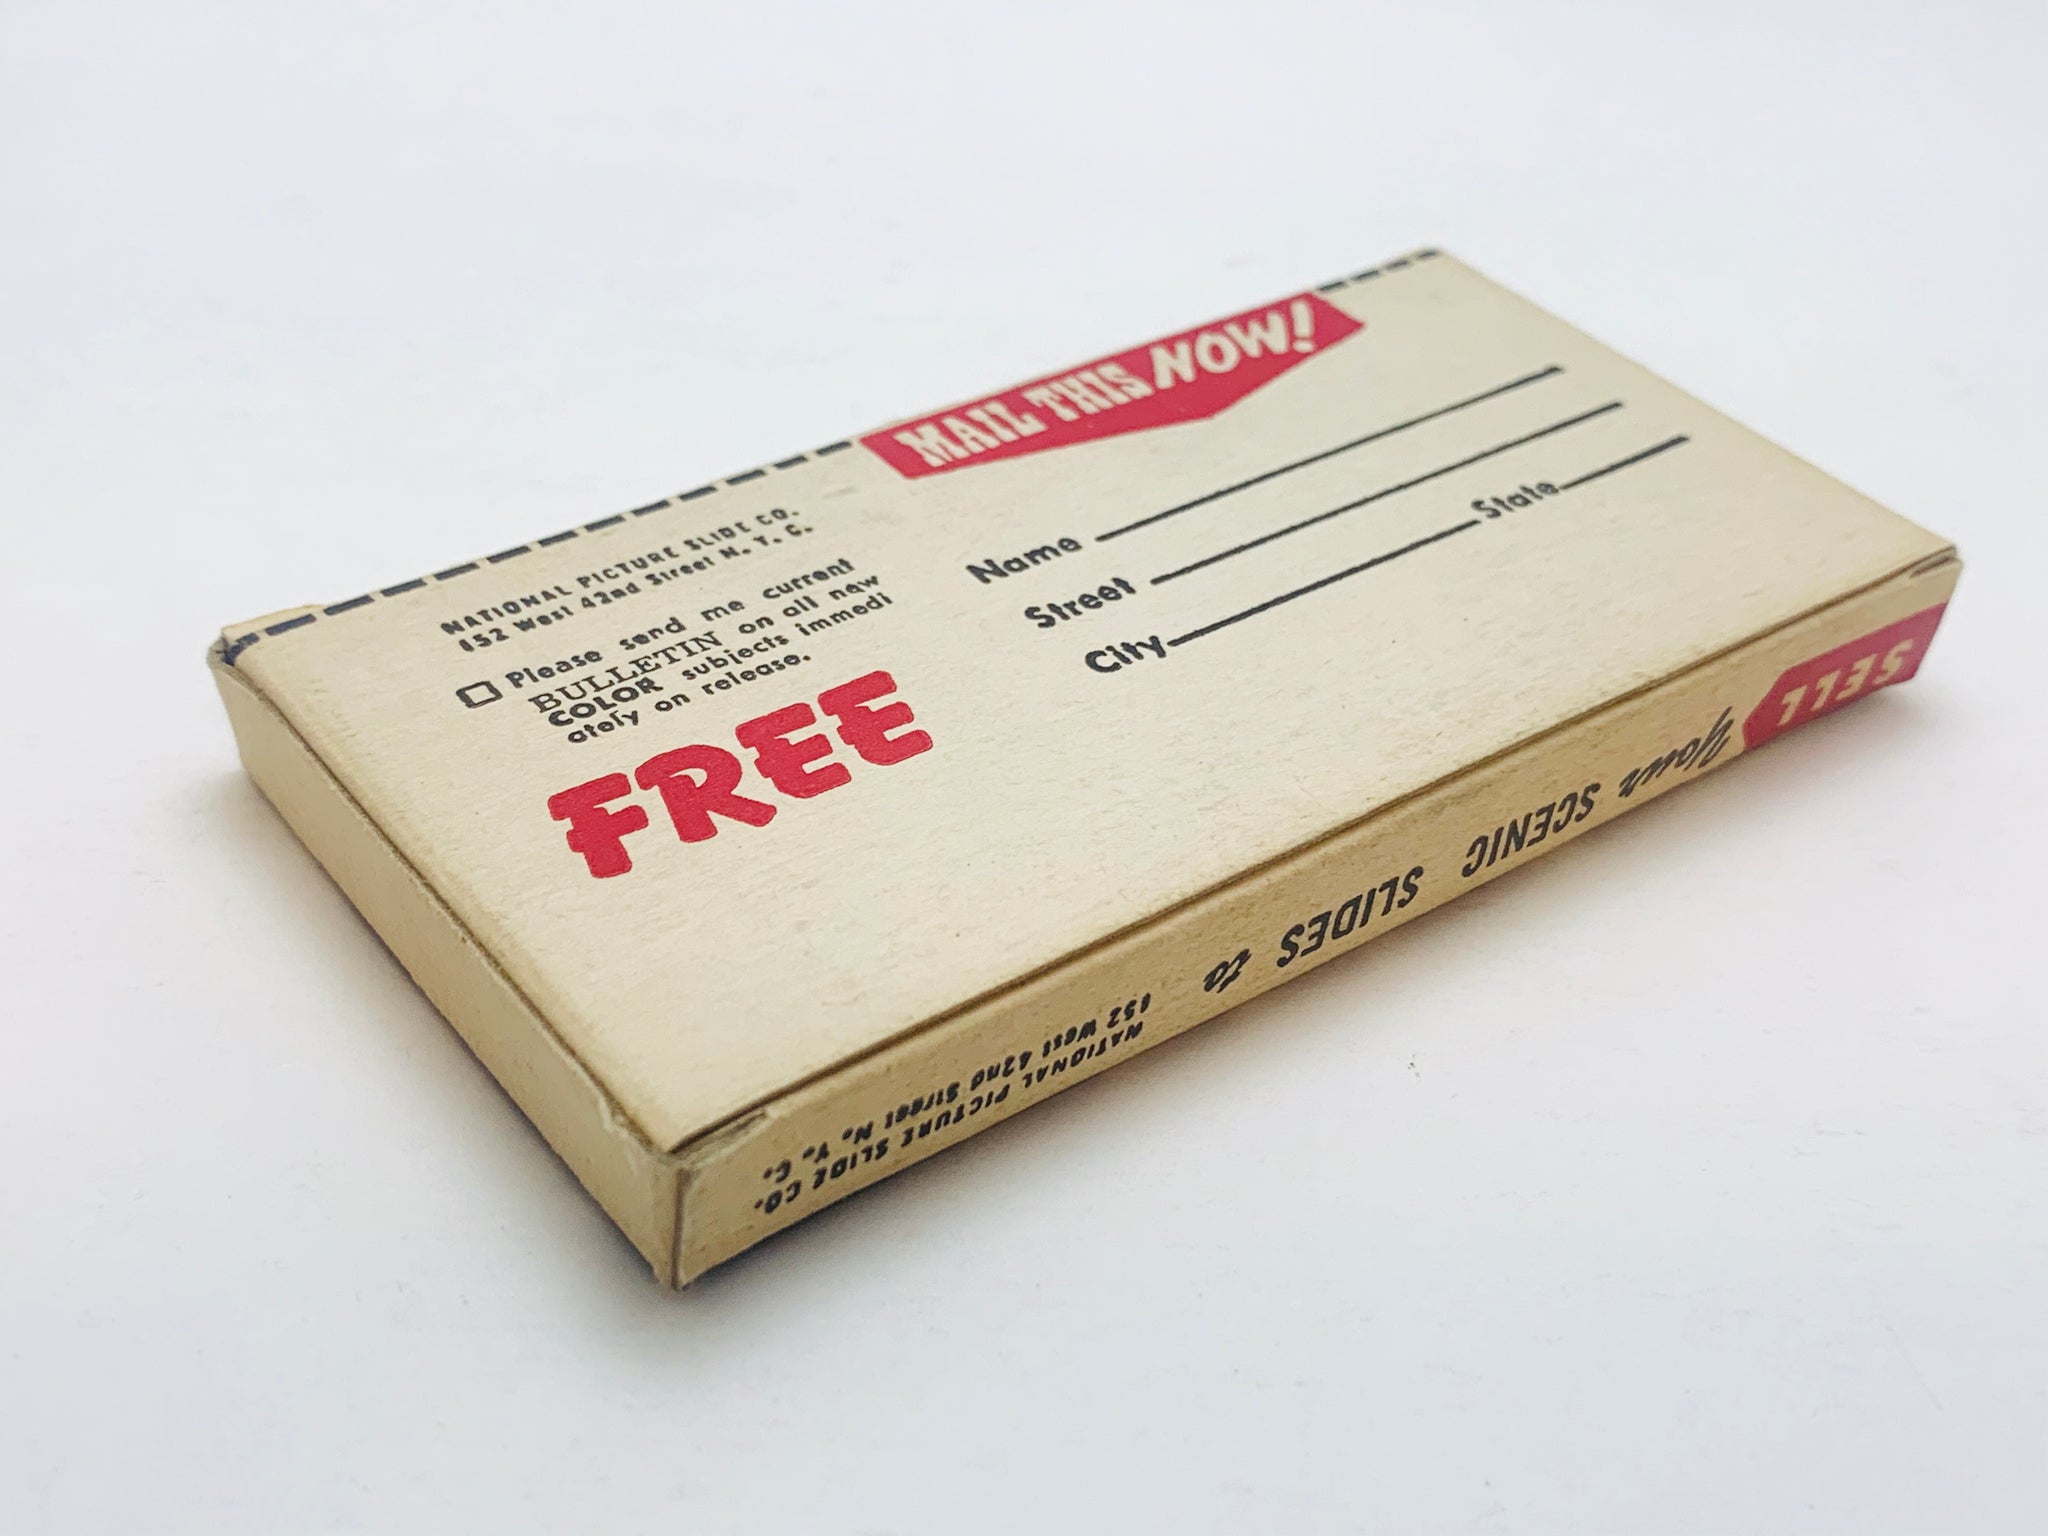 MAIL THIS NOW!
NATIONAL PICTURE SLIDE CO.
152 West 42nd Street N. Y. C.
Please send me current
BULLETIN on all new
COLOR subjects immedi
ately on release.
FREE
Name
Street
City State
SELL Your SCENIC SLIDES to
NATIONAL PICTURE SLIDE CO.
152 West 42nd Street N. Y. C.